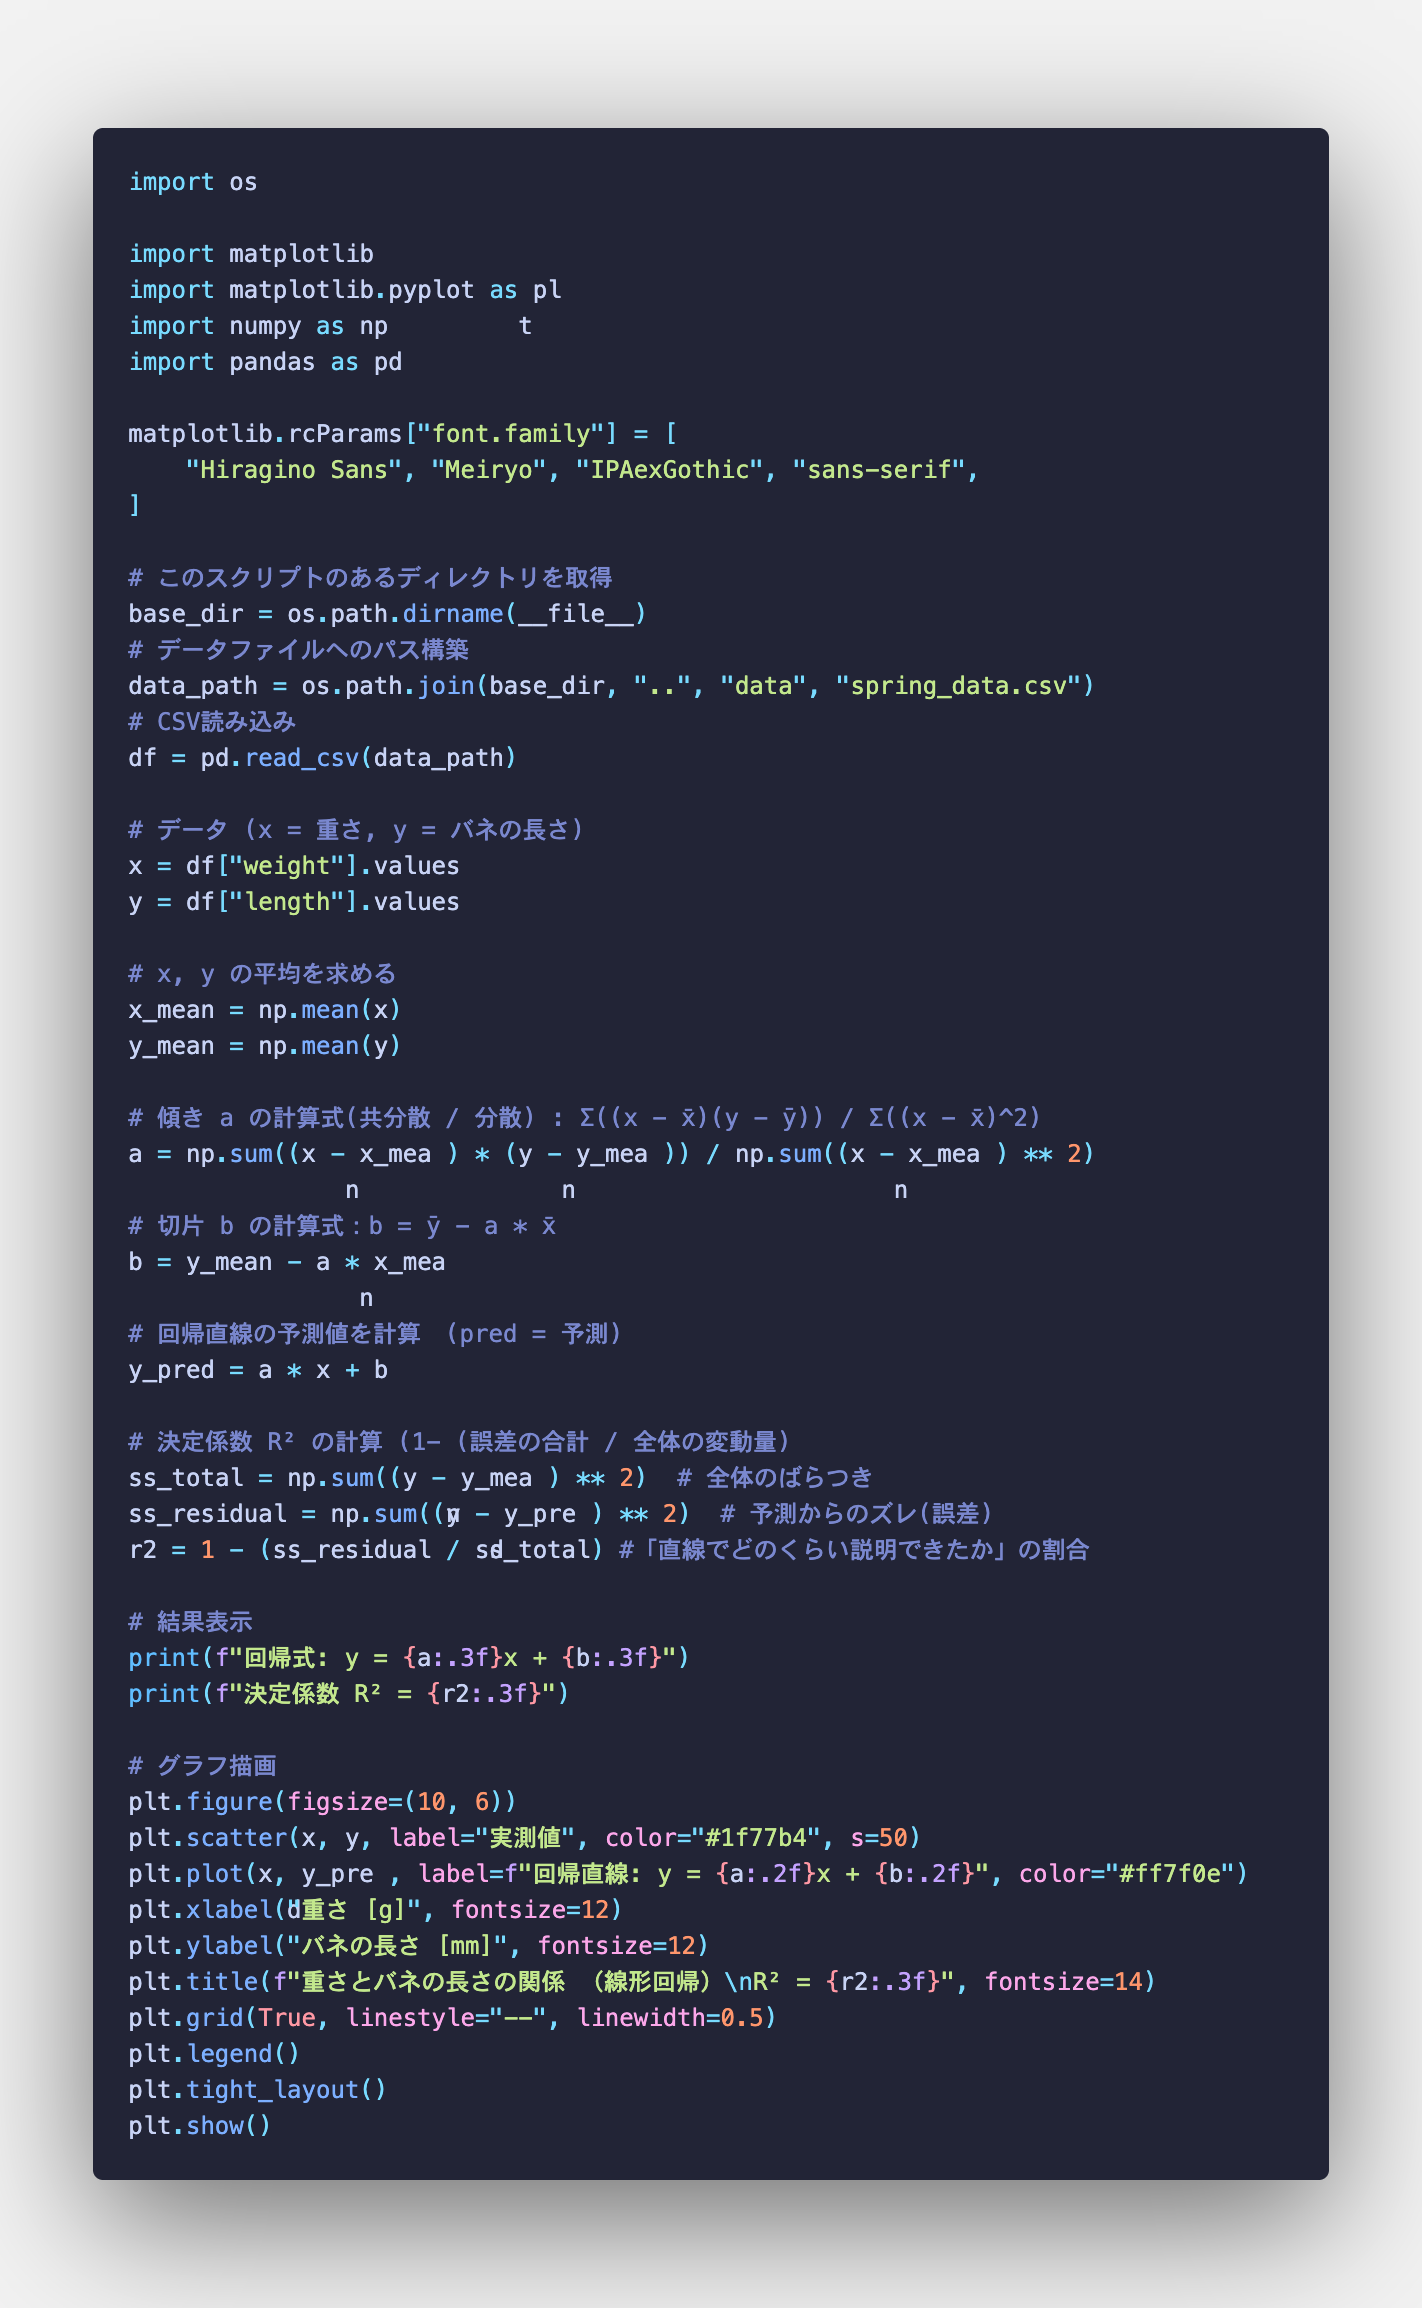 import os
import matplotlib
import matplotlib.pyplot as plt
import numpy as np
import pandas as pd
matplotlib.rcParams["font.family"] = [
    "Hiragino Sans", "Meiryo", "IPAexGothic", "sans-serif",
]
# このスクリプトのあるディレクトリを取得
base_dir = os.path.dirname(__file__)
# データファイルへのパス構築
data_path = os.path.join(base_dir, "..", "data", "spring_data.csv")
# CSV読み込み
df = pd.read_csv(data_path)
# データ (x = 重さ, y = バネの長さ)
x = df["weight"].values
y = df["length"].values
# x, y の平均を求める
x_mean = np.mean(x)
y_mean = np.mean(y)
# 傾き a の計算式(共分散 / 分散) : Σ((x - x̄)(y - ȳ)) / Σ((x - x̄)^2)
a = np.sum((x - x_mean) * (y - y_mean)) / np.sum((x - x_mean) ** 2)
# 切片 b の計算式：b = ȳ - a * x̄
b = y_mean - a * x_mean
# 回帰直線の予測値を計算　(pred = 予測)
y_pred = a * x + b
# 決定係数 R² の計算 (1- (誤差の合計 / 全体の変動量)
ss_total = np.sum((y - y_mean) ** 2)  # 全体のばらつき
ss_residual = np.sum((y - y_pred) ** 2)  # 予測からのズレ(誤差)
r2 = 1 - (ss_residual / ss_total) #「直線でどのくらい説明できたか」の割合
# 結果表示
print(f"回帰式: y = {a:.3f}x + {b:.3f}")
print(f"決定係数 R² = {r2:.3f}")
# グラフ描画
plt.figure(figsize=(10, 6))
plt.scatter(x, y, label="実測値", color="#1f77b4", s=50)
plt.plot(x, y_pred, label=f"回帰直線: y = {a:.2f}x + {b:.2f}", color="#ff7f0e")
plt.xlabel("重さ [g]", fontsize=12)
plt.ylabel("バネの長さ [mm]", fontsize=12)
plt.title(f"重さとバネの長さの関係 （線形回帰）\nR² = {r2:.3f}", fontsize=14)
plt.grid(True, linestyle="--", linewidth=0.5)
plt.legend()
plt.tight_layout()
plt.show()